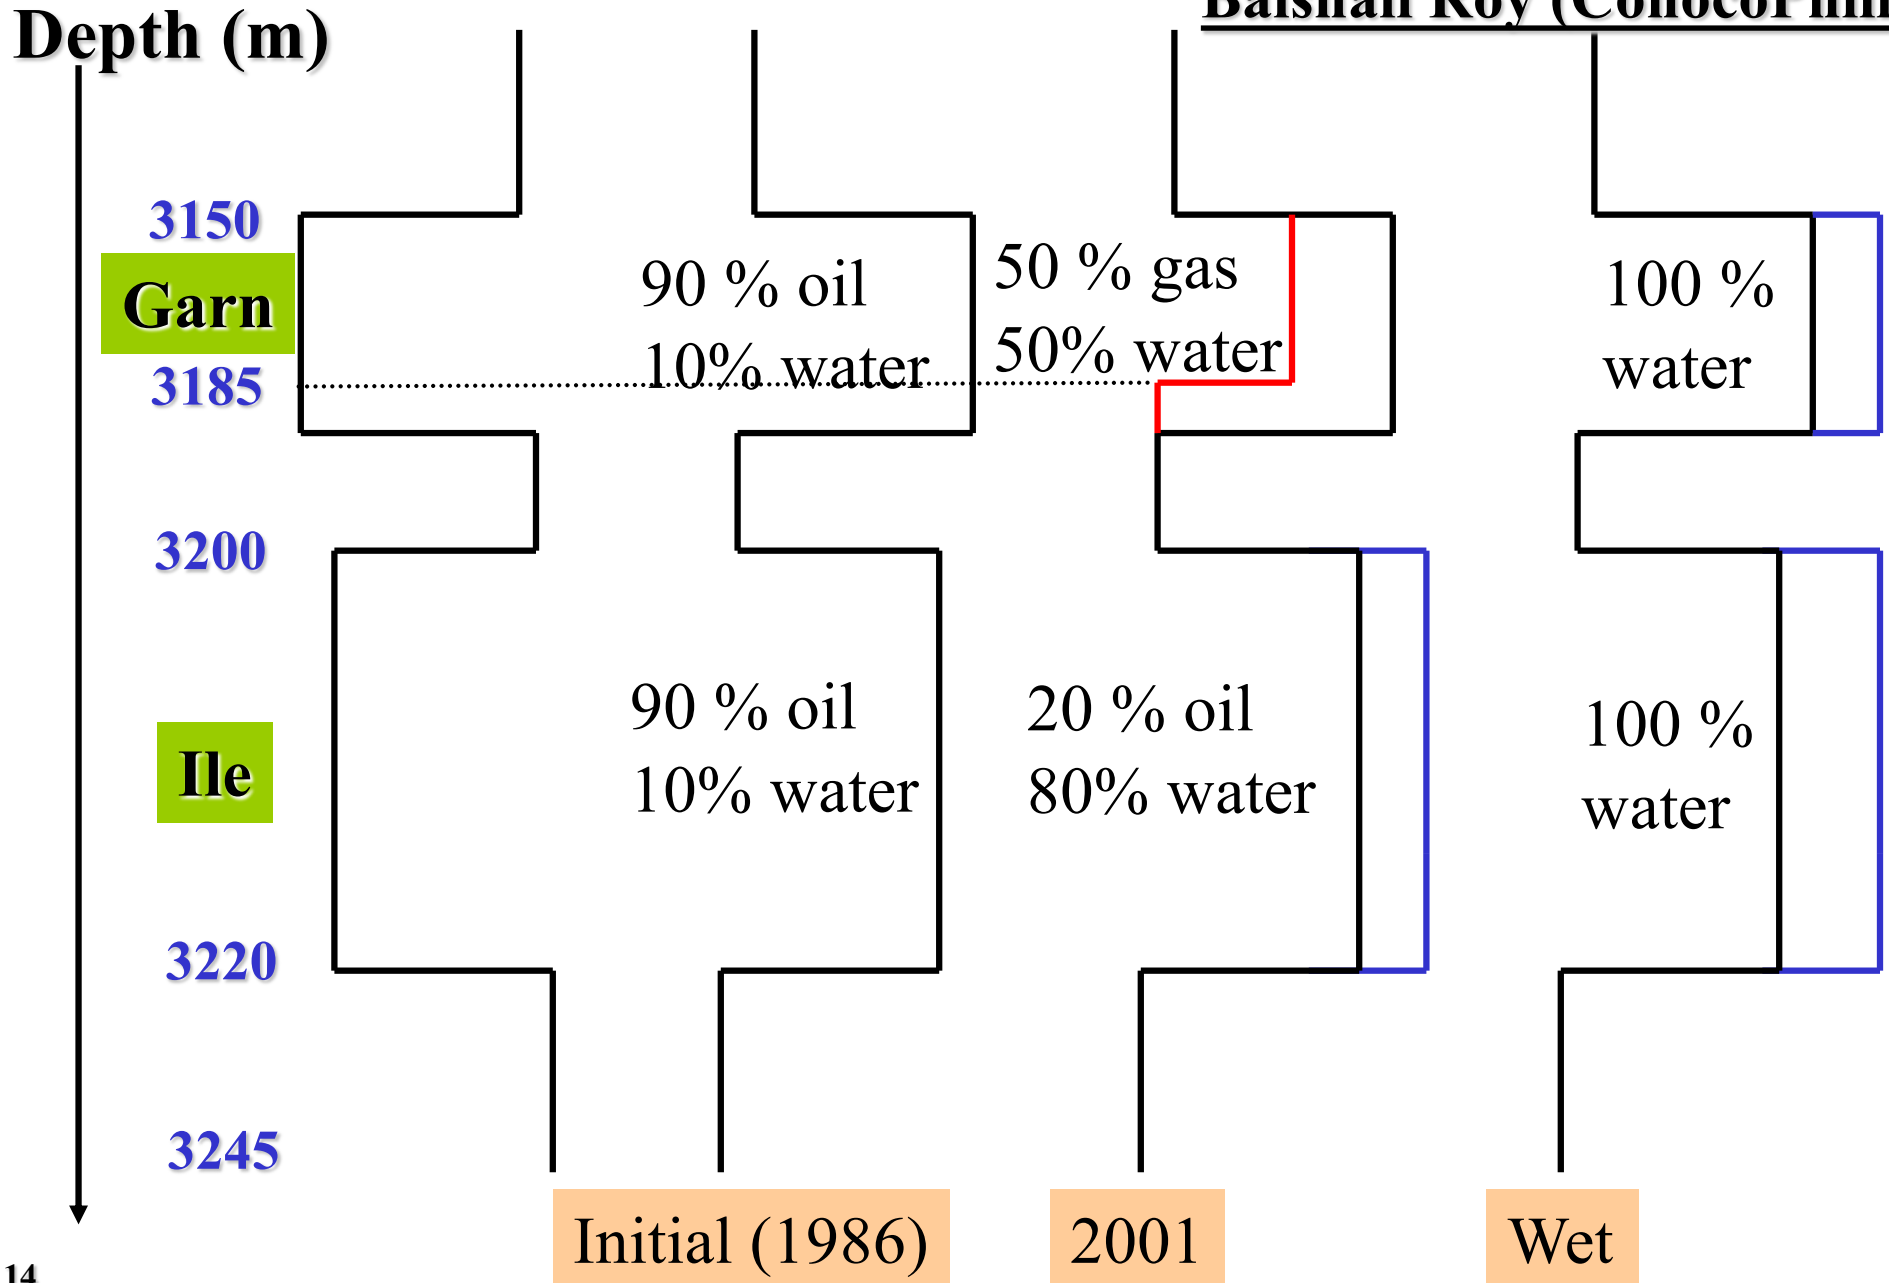 Depth (m)
3150
Garn
3185
3200
Ile
3220
3245
90 % oil
10% water
50 % gas
50% water
100 %
water
90 % oil
10% water
20 % oil
80% water
100 %
water
Initial (1986)
2001
Wet
14